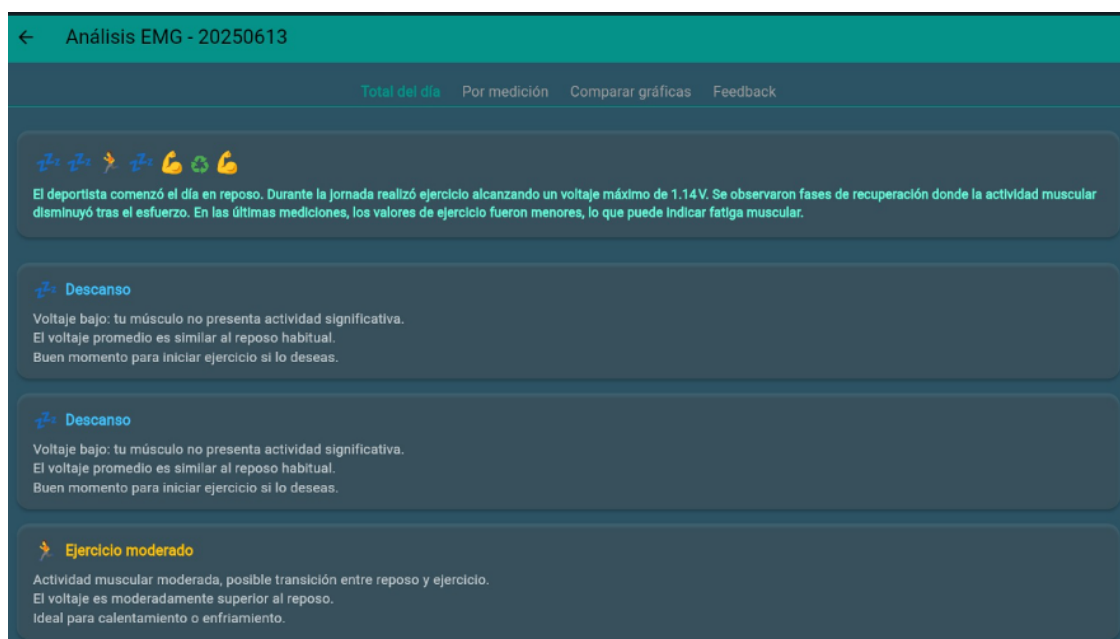 ← Análisis EMG - 20250613
Total del día Por medición Comparar gráficas Feedback
💤 💤 🏃 💤 💪 ♻️ 💪
El deportista comenzó el día en reposo. Durante la jornada realizó ejercicio alcanzando un voltaje máximo de 1.14 V. Se observaron fases de recuperación donde la actividad muscular
disminuyó tras el esfuerzo. En las últimas mediciones, los valores de ejercicio fueron menores, lo que puede indicar fatiga muscular.
💤 Descanso
Voltaje bajo: tu músculo no presenta actividad significativa.
El voltaje promedio es similar al reposo habitual.
Buen momento para iniciar ejercicio si lo deseas.
💤 Descanso
Voltaje bajo: tu músculo no presenta actividad significativa.
El voltaje promedio es similar al reposo habitual.
Buen momento para iniciar ejercicio si lo deseas.
🏃 Ejercicio moderado
Actividad muscular moderada, posible transición entre reposo y ejercicio.
El voltaje es moderadamente superior al reposo.
Ideal para calentamiento o enfriamiento.